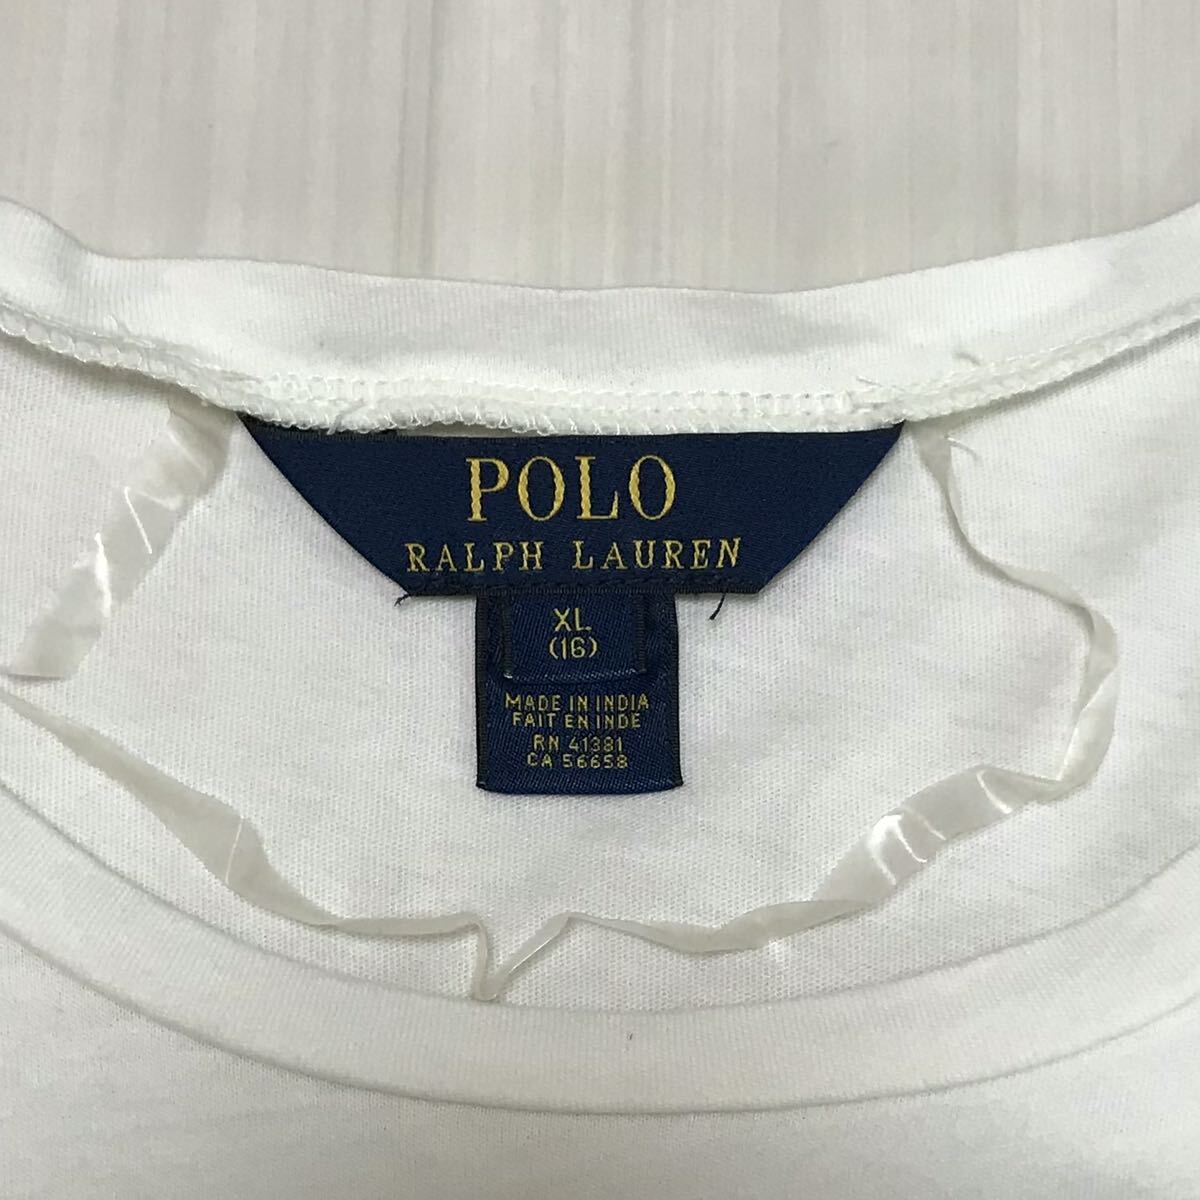 POLO
RALPH LAUREN
XL
(16)
MADE IN INDIA
FAIT EN INDE
RN 41381
CA 56658